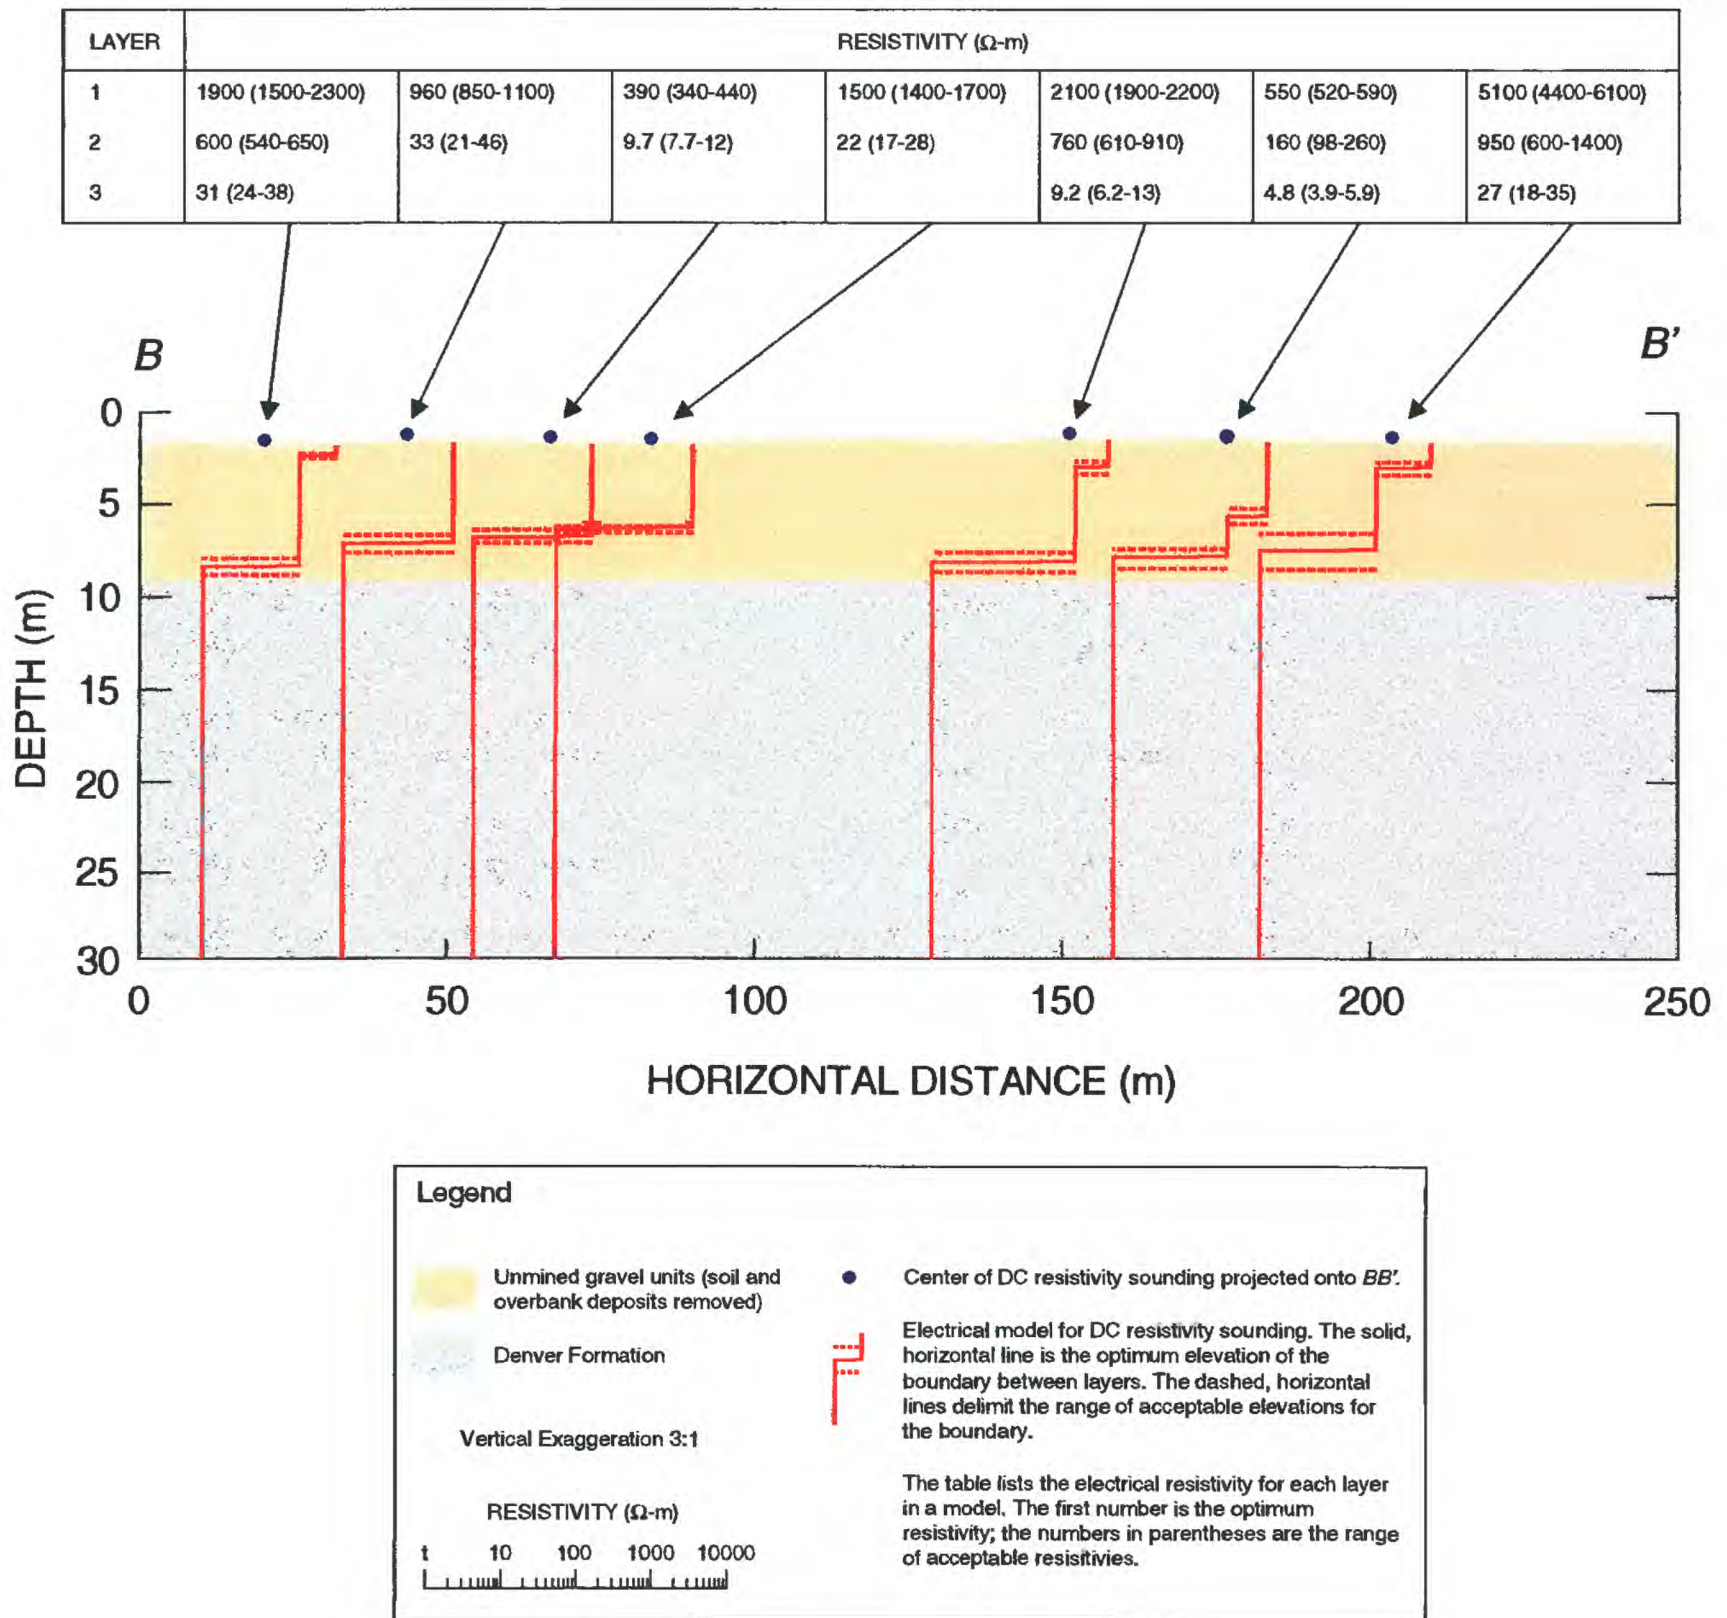 LAYER RESISTIVITY (Ω-m)
1 1900 (1500-2300) 960 (850-1100) 390 (340-440) 1500 (1400-1700) 2100 (1900-2200) 550 (520-590) 5100 (4400-6100)
2 600 (540-650) 33 (21-46) 9.7 (7.7-12) 22 (17-28) 760 (610-910) 160 (98-260) 950 (600-1400)
3 31 (24-38) 9.2 (6.2-13) 4.8 (3.9-5.9) 27 (18-35)
B B'
0
5
10
15
20
25
30
DEPTH (m)
0 50 100 150 200 250
HORIZONTAL DISTANCE (m)
Legend
Unmined gravel units (soil and
overbank deposits removed)
Denver Formation
Vertical Exaggeration 3:1
RESISTIVITY (Ω-m)
t 10 100 1000 10000
Center of DC resistivity sounding projected onto BB'.
Electrical model for DC resistivity sounding. The solid,
horizontal line is the optimum elevation of the
boundary between layers. The dashed, horizontal
lines delimit the range of acceptable elevations for
the boundary.
The table lists the electrical resistivity for each layer
in a model. The first number is the optimum
resistivity; the numbers in parentheses are the range
of acceptable resisitivies.